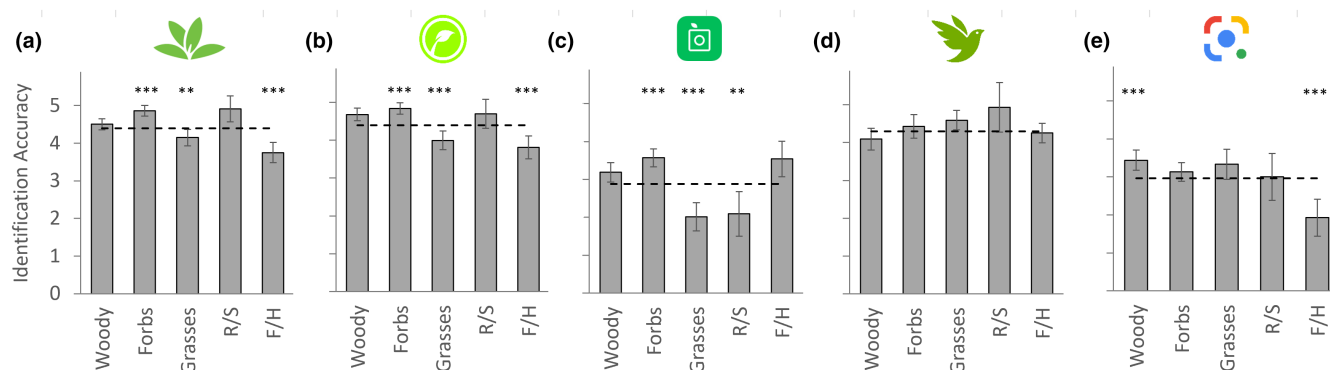 (a) (b) (c) (d) (e)
*** ** *** *** *** *** *** *** ** *** ***
Identification Accuracy
5
4
3
2
1
0
Woody Forbs Grasses R/S F/H Woody Forbs Grasses R/S F/H Woody Forbs Grasses R/S F/H Woody Forbs Grasses R/S F/H Woody Forbs Grasses R/S F/H